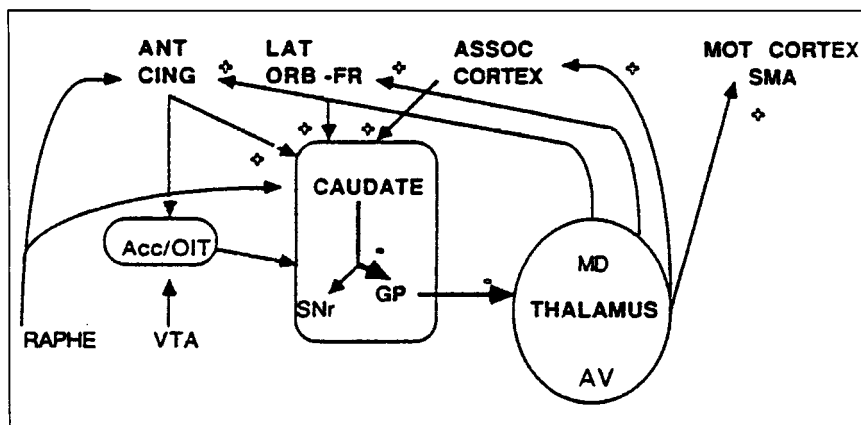 ANT CING
LAT ORB-FR
ASSOC CORTEX
MOT CORTEX SMA
CAUDATE
Acc/OIT
SNr
GP
MD
THALAMUS
AV
RAPHE
VTA